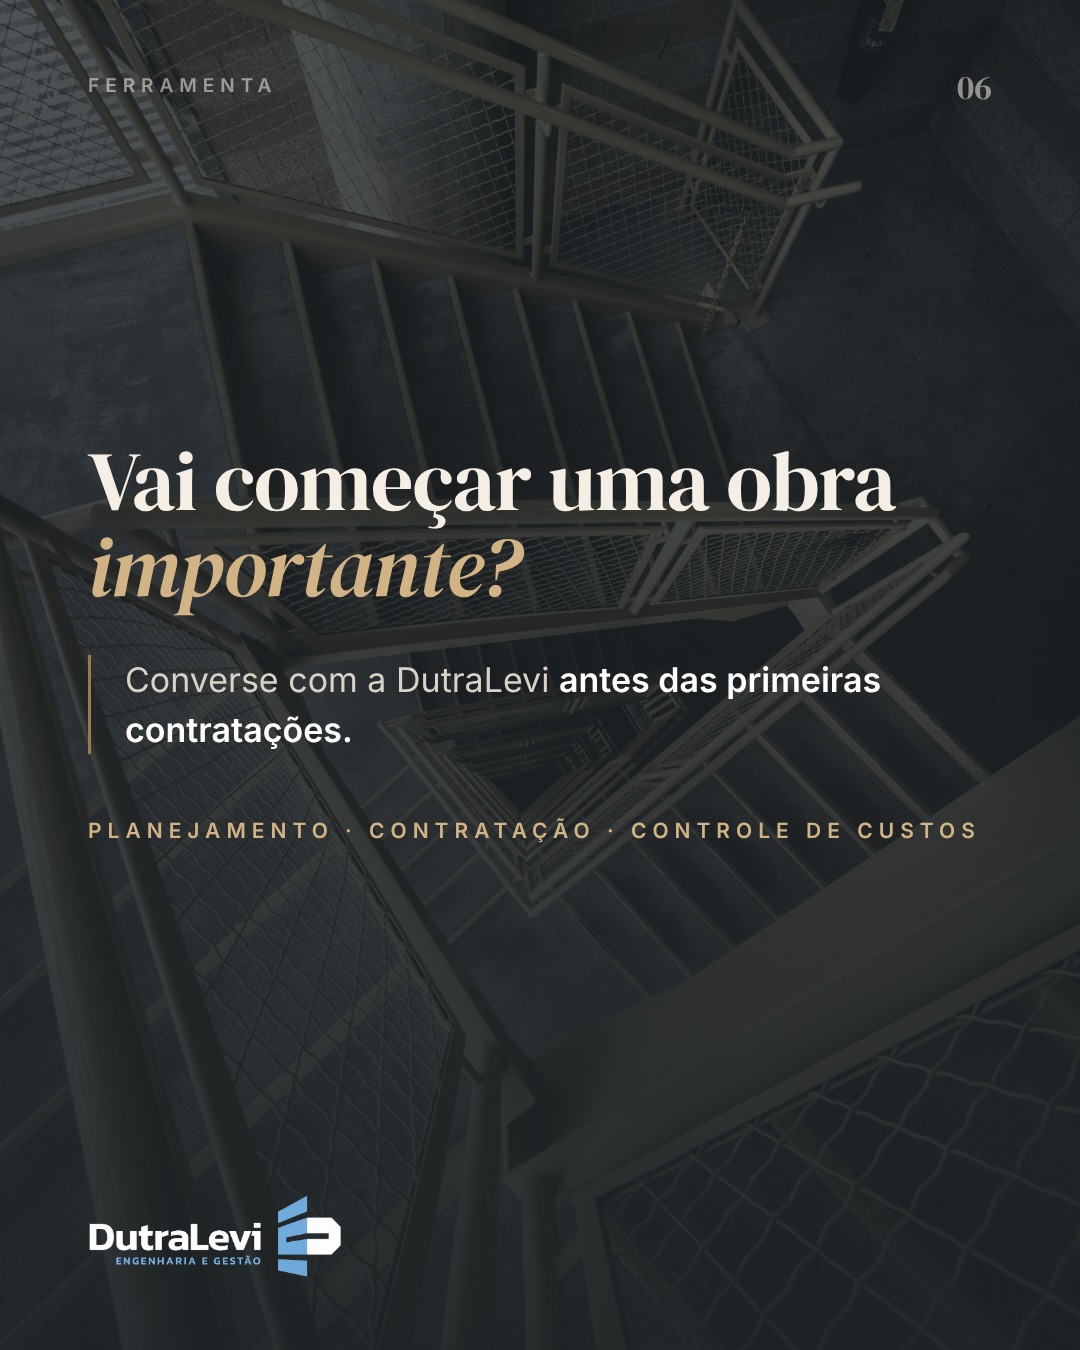 FERRAMENTA
06
Vai começar uma obra
importante?
Converse com a DutraLevi antes das primeiras
contratações.
PLANEJAMENTO · CONTRATAÇÃO · CONTROLE DE CUSTOS
DutraLevi
ENGENHARIA E GESTÃO